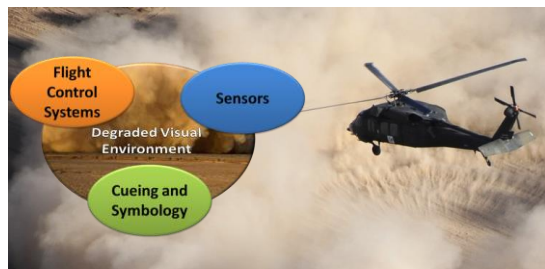 Flight
Control
Systems
Sensors
Degraded Visual
Environment
Cueing and
Symbology